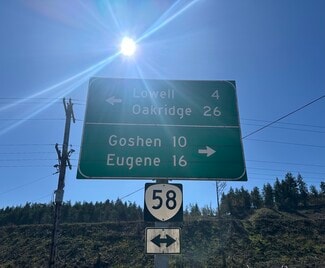 Lowell 4
Oakridge 26
Goshen 10
Eugene 16
58